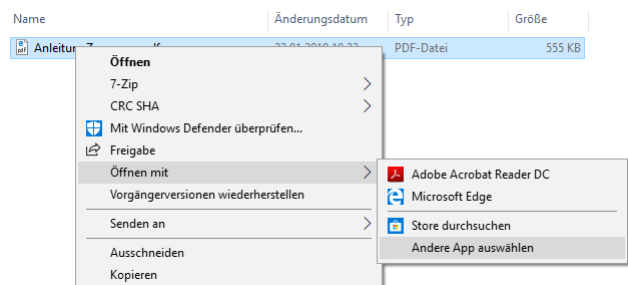 Name Änderungsdatum Typ Größe
PDF-Datei 555 KB
Öffnen
7-Zip
CRC SHA
Mit Windows Defender überprüfen...
Freigabe
Öffnen mit
Adobe Acrobat Reader DC
Vorgängerversionen wiederherstellen
Microsoft Edge
Senden an
Store durchsuchen
Andere App auswählen
Ausschneiden
Kopieren